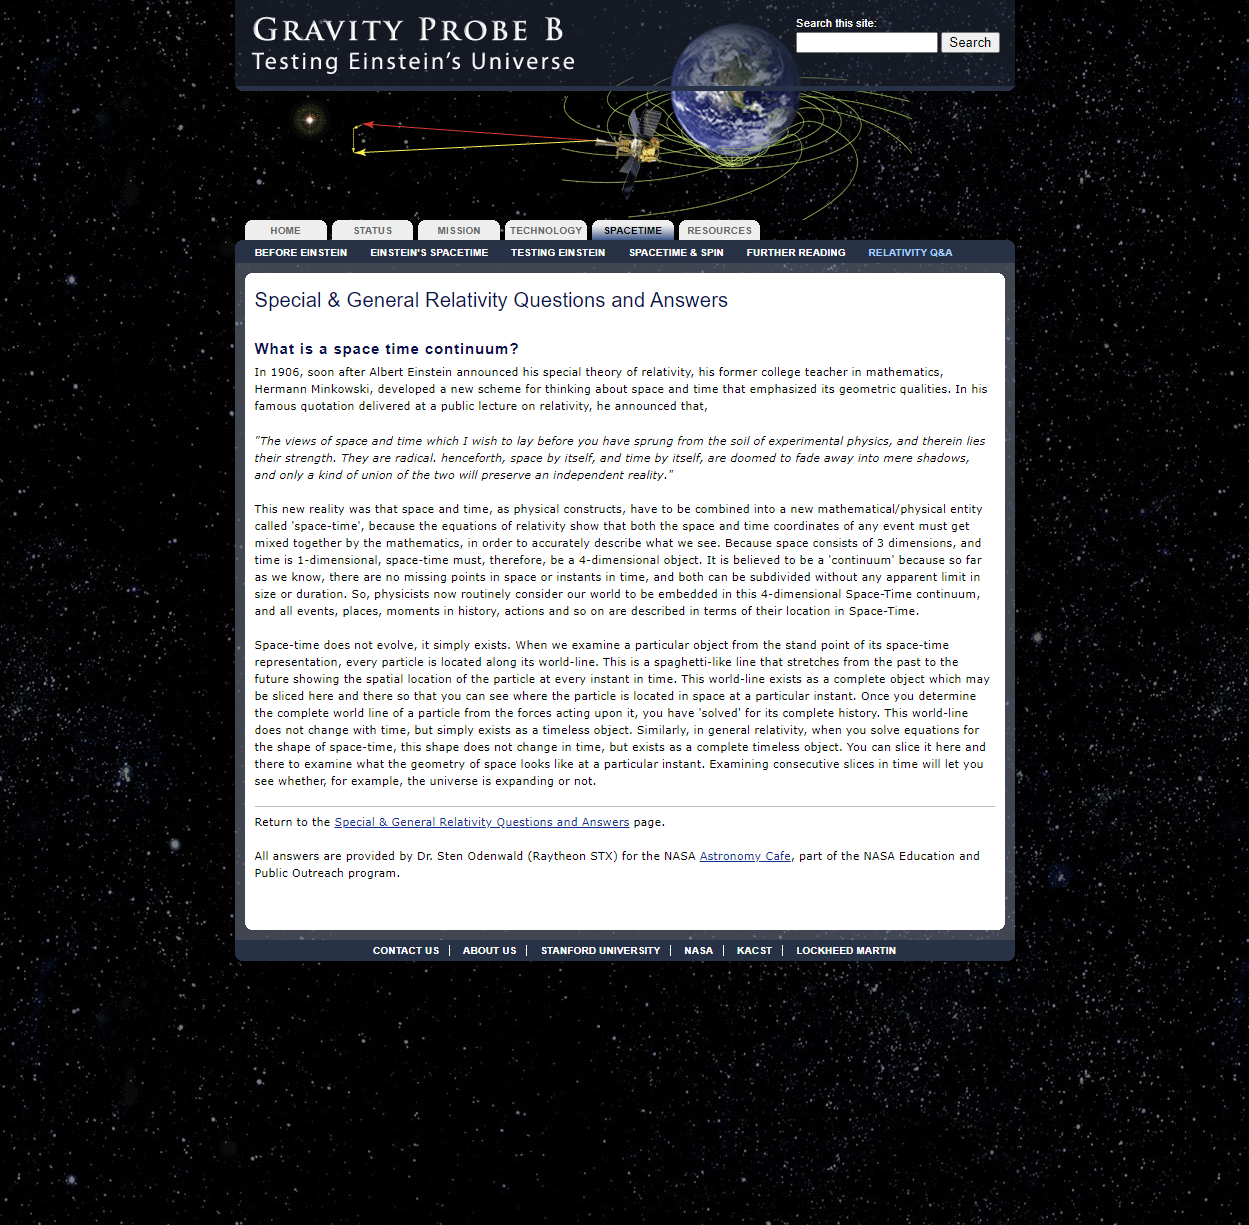 Gravity Probe B
Testing Einstein's Universe
Search this site:
Search
HOME
STATUS
MISSION
TECHNOLOGY
SPACETIME
RESOURCES
BEFORE EINSTEIN
EINSTEIN'S SPACETIME
TESTING EINSTEIN
SPACETIME & SPIN
FURTHER READING
RELATIVITY Q&A
Special & General Relativity Questions and Answers
What is a space time continuum?
In 1906, soon after Albert Einstein announced his special theory of relativity, his former college teacher in mathematics,
Hermann Minkowski, developed a new scheme for thinking about space and time that emphasized its geometric qualities. In his
famous quotation delivered at a public lecture on relativity, he announced that,
"The views of space and time which I wish to lay before you have sprung from the soil of experimental physics, and therein lies
their strength. They are radical. henceforth, space by itself, and time by itself, are doomed to fade away into mere shadows,
and only a kind of union of the two will preserve an independent reality."
This new reality was that space and time, as physical constructs, have to be combined into a new mathematical/physical entity
called 'space-time', because the equations of relativity show that both the space and time coordinates of any event must get
mixed together by the mathematics, in order to accurately describe what we see. Because space consists of 3 dimensions, and
time is 1-dimensional, space-time must, therefore, be a 4-dimensional object. It is believed to be a 'continuum' because so far
as we know, there are no missing points in space or instants in time, and both can be subdivided without any apparent limit in
size or duration. So, physicists now routinely consider our world to be embedded in this 4-dimensional Space-Time continuum,
and all events, places, moments in history, actions and so on are described in terms of their location in Space-Time.
Space-time does not evolve, it simply exists. When we examine a particular object from the stand point of its space-time
representation, every particle is located along its world-line. This is a spaghetti-like line that stretches from the past to the
future showing the spatial location of the particle at every instant in time. This world-line exists as a complete object which may
be sliced here and there so that you can see where the particle is located in space at a particular instant. Once you determine
the complete world line of a particle from the forces acting upon it, you have 'solved' for its complete history. This world-line
does not change with time, but simply exists as a timeless object. Similarly, in general relativity, when you solve equations for
the shape of space-time, this shape does not change in time, but exists as a complete timeless object. You can slice it here and
there to examine what the geometry of space looks like at a particular instant. Examining consecutive slices in time will let you
see whether, for example, the universe is expanding or not.
Return to the Special & General Relativity Questions and Answers page.
All answers are provided by Dr. Sten Odenwald (Raytheon STX) for the NASA Astronomy Cafe, part of the NASA Education and
Public Outreach program.
CONTACT US | ABOUT US | STANFORD UNIVERSITY | NASA | KACST | LOCKHEED MARTIN